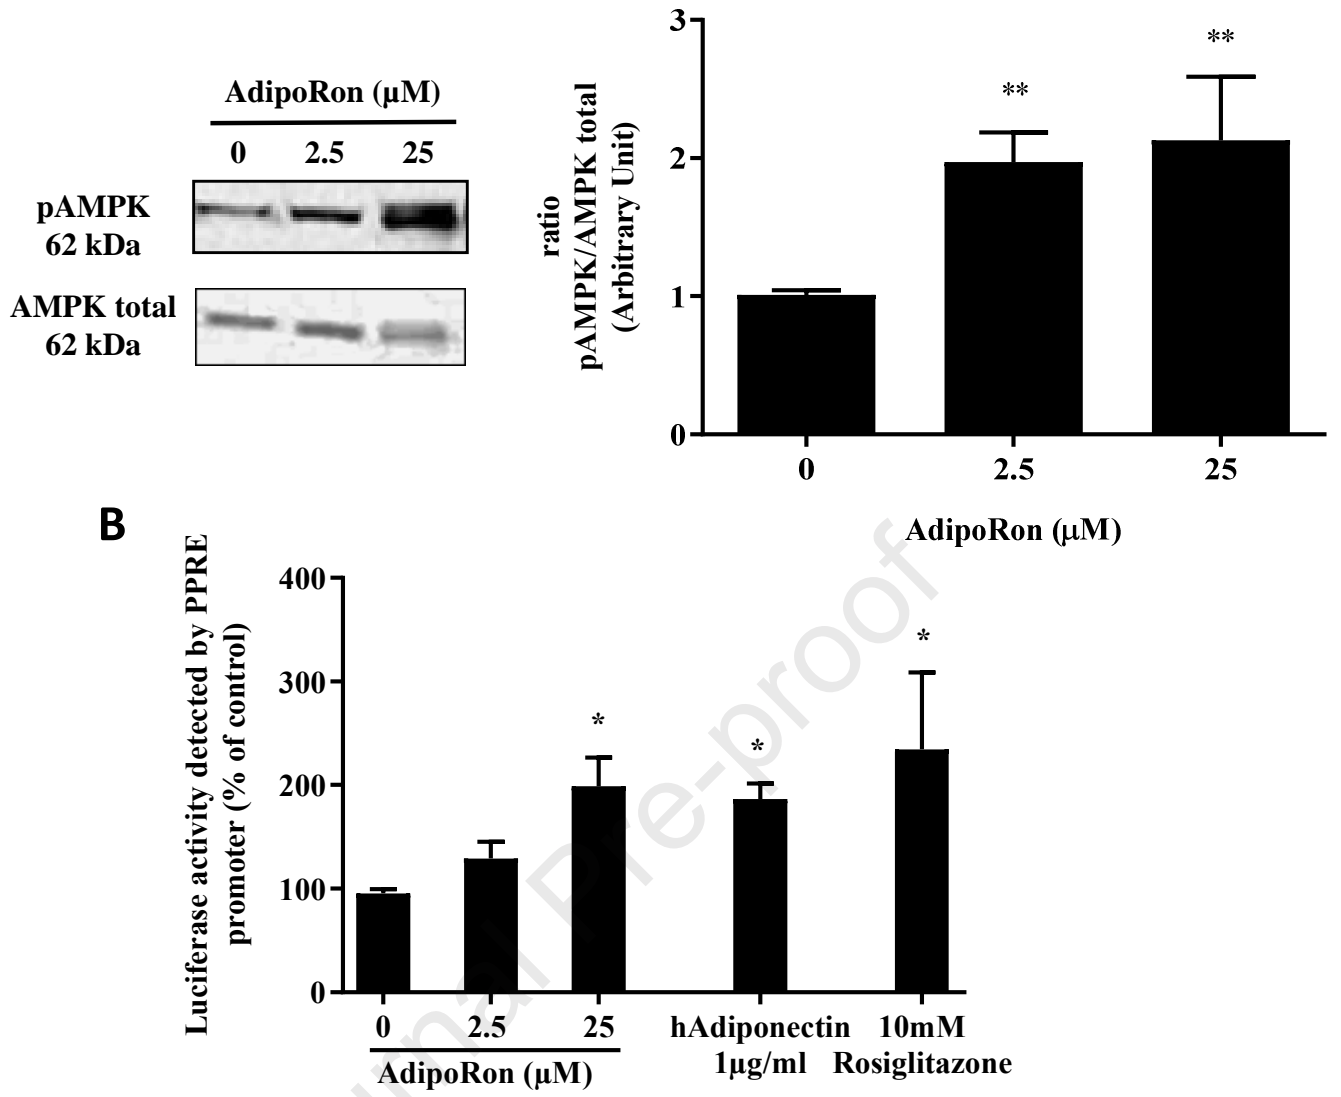 AdipoRon (µM)
0 2.5 25
pAMPK
62 kDa
AMPK total
62 kDa
ratio
pAMPK/AMPK total
(Arbitrary Unit)
3
2
1
0
**
**
0 2.5 25
AdipoRon (µM)
B
Luciferase activity detected by PPRE
promoter (% of control)
400
300
200
100
0
*
*
*
0 2.5 25
AdipoRon (µM)
hAdiponectin
1µg/ml
10mM
Rosiglitazone
urnal Pre-proof